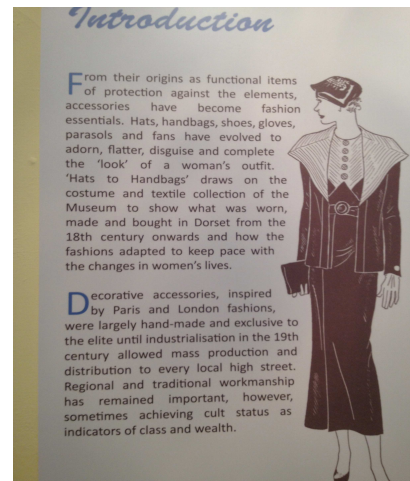 Introduction
From their origins as functional items
of protection against the elements,
accessories have become fashion
essentials. Hats, handbags, shoes, gloves,
parasols and fans have evolved to
adorn, flatter, disguise and complete
the ‘look’ of a woman’s outfit.
‘Hats to Handbags’ draws on the
costume and textile collection of the
Museum to show what was worn,
made and bought in Dorset from the
18th century onwards and how the
fashions adapted to keep pace with
the changes in women’s lives.
Decorative accessories, inspired
by Paris and London fashions,
were largely hand-made and exclusive to
the elite until industrialisation in the 19th
century allowed mass production and
distribution to every local high street.
Regional and traditional workmanship
has remained important, however,
sometimes achieving cult status as
indicators of class and wealth.